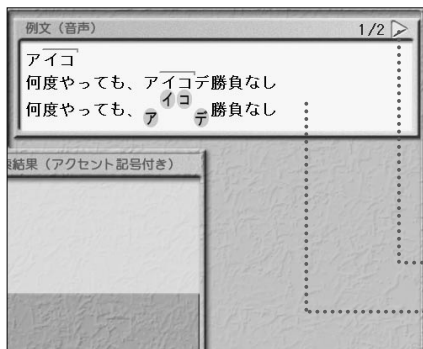 例文（音声）
1/2
アイコ
何度やっても、アイコデ勝負なし
何度やっても、アイコデ勝負なし
結果（アクセント記号付き）